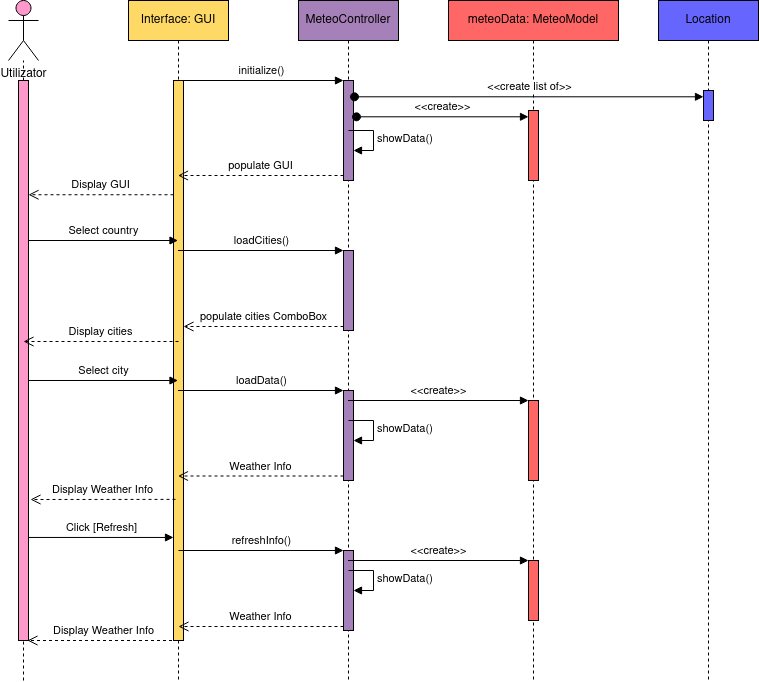 Interface: GUI
MeteoController
meteoData: MeteoModel
Location
Utilizator
initialize()
<<create list of>>
<<create>>
showData()
populate GUI
Display GUI
Select country
loadCities()
populate cities ComboBox
Display cities
Select city
loadData()
<<create>>
showData()
Weather Info
Display Weather Info
Click [Refresh]
refreshInfo()
<<create>>
showData()
Weather Info
Display Weather Info